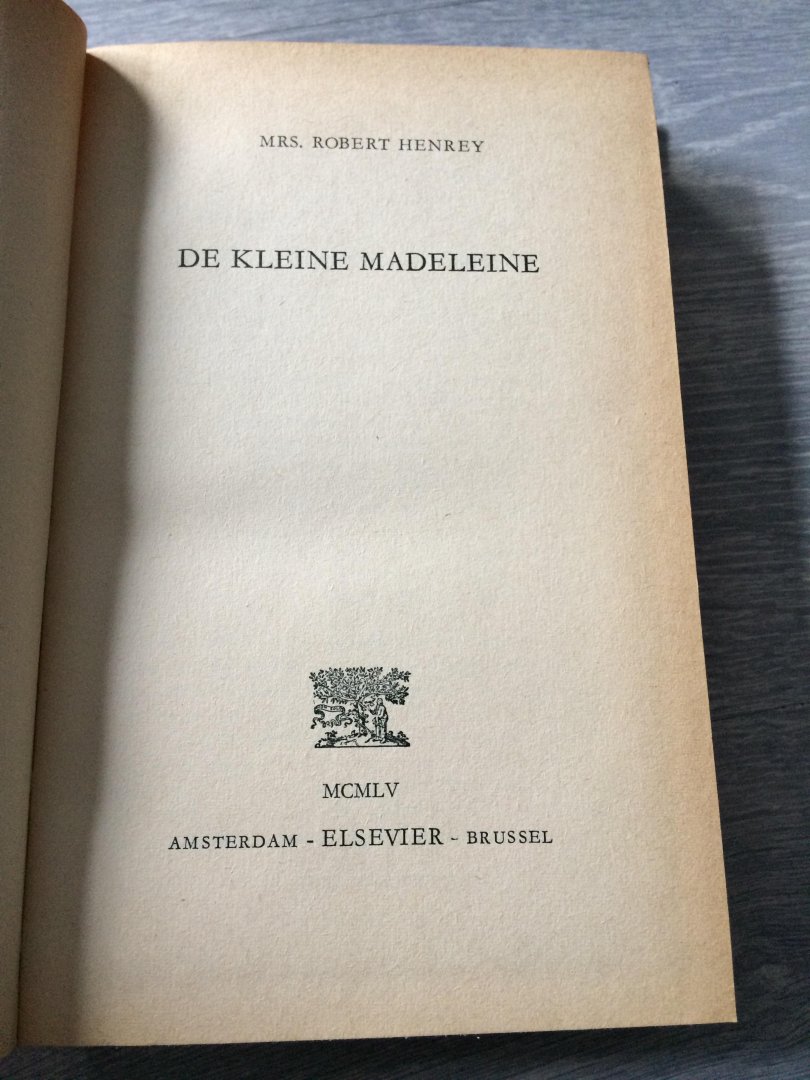 MRS. ROBERT HENREY
DE KLEINE MADELEINE
MCMLV
AMSTERDAM - ELSEVIER - BRUSSEL